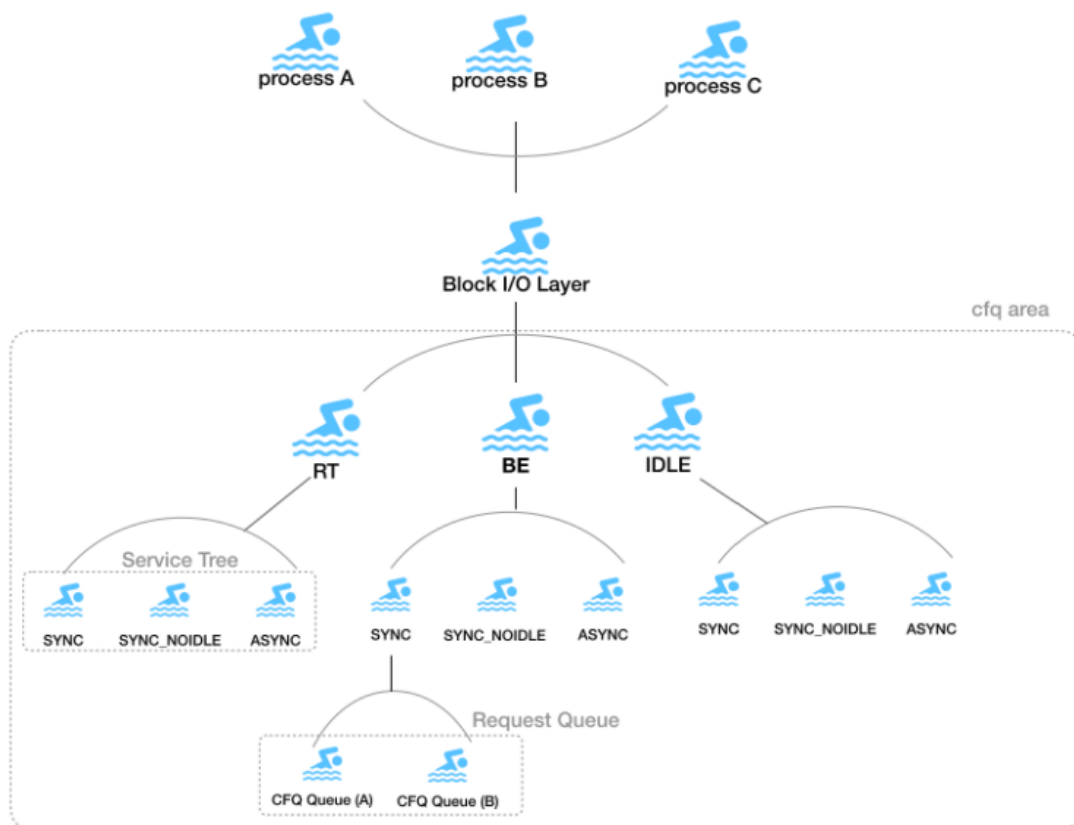 process A
process B
process C
Block I/O Layer
cfq area
RT
BE
IDLE
Service Tree
SYNC
SYNC_NOIDLE
ASYNC
SYNC
SYNC_NOIDLE
ASYNC
SYNC
SYNC_NOIDLE
ASYNC
Request Queue
CFQ Queue (A)
CFQ Queue (B)